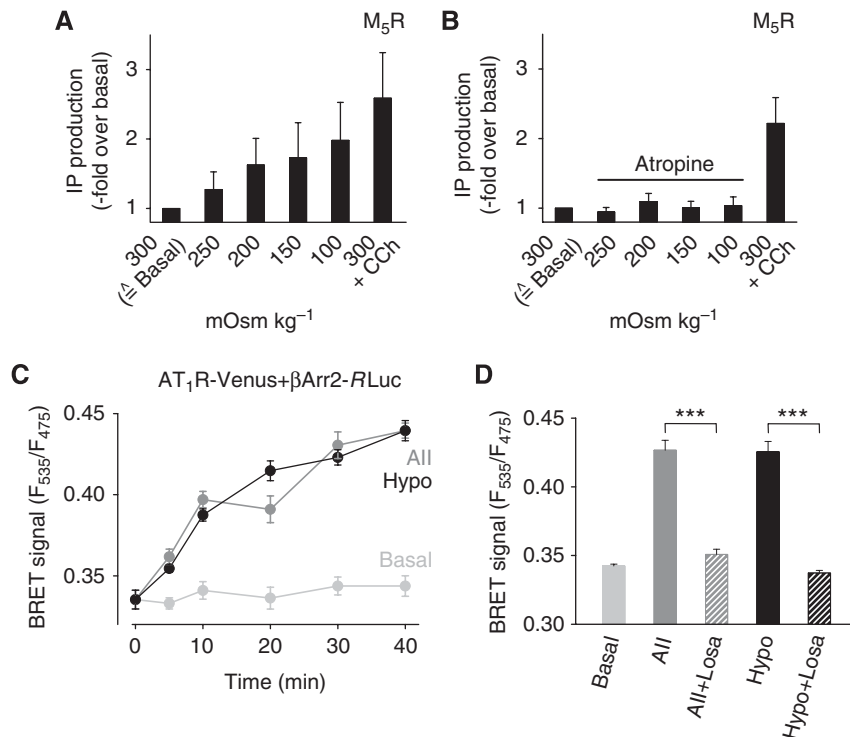 A
M₅R
IP production
(-fold over basal)
3
2
1
300
(≙ Basal)
250
200
150
100
300
+ CCh
mOsm kg⁻¹
B
M₅R
IP production
(-fold over basal)
3
2
1
Atropine
300
(≙ Basal)
250
200
150
100
300
+ CCh
mOsm kg⁻¹
C
AT₁R-Venus+βArr2-RLuc
BRET signal (F₅₃₅/F₄₇₅)
0.45
0.40
0.35
AII
Hypo
Basal
0
10
20
30
40
Time (min)
D
BRET signal (F₅₃₅/F₄₇₅)
0.45
0.40
0.35
0.30
***
***
Basal
AII
AII+Losa
Hypo
Hypo+Losa